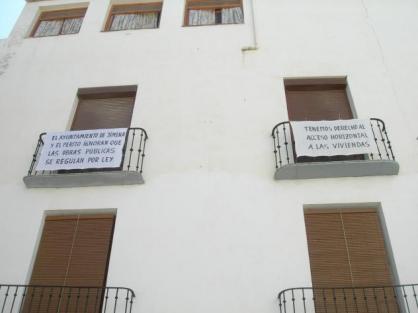 EL AYUNTAMIENTO DE JIMENA
Y EL PERITO IGNORAN QUE
LAS OBRAS PÚBLICAS
SE REGULAN POR LEY
TENEMOS DERECHO AL
ACCESO HORIZONTAL
A LAS VIVIENDAS